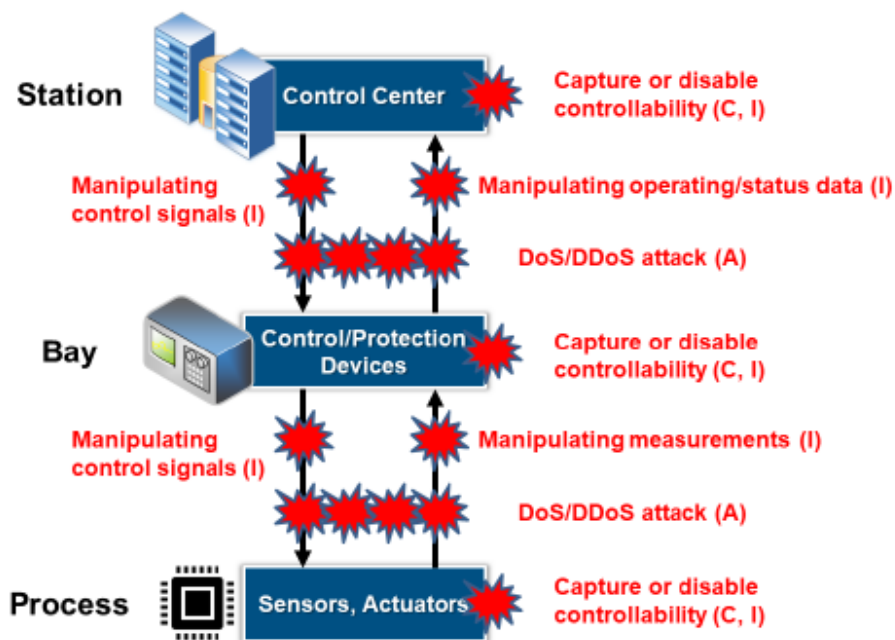 Station
Control Center
Capture or disable
controllability (C, I)
Manipulating
control signals (I)
Manipulating operating/status data (I)
DoS/DDoS attack (A)
Bay
Control/Protection
Devices
Capture or disable
controllability (C, I)
Manipulating
control signals (I)
Manipulating measurements (I)
DoS/DDoS attack (A)
Process
Sensors, Actuators
Capture or disable
controllability (C, I)